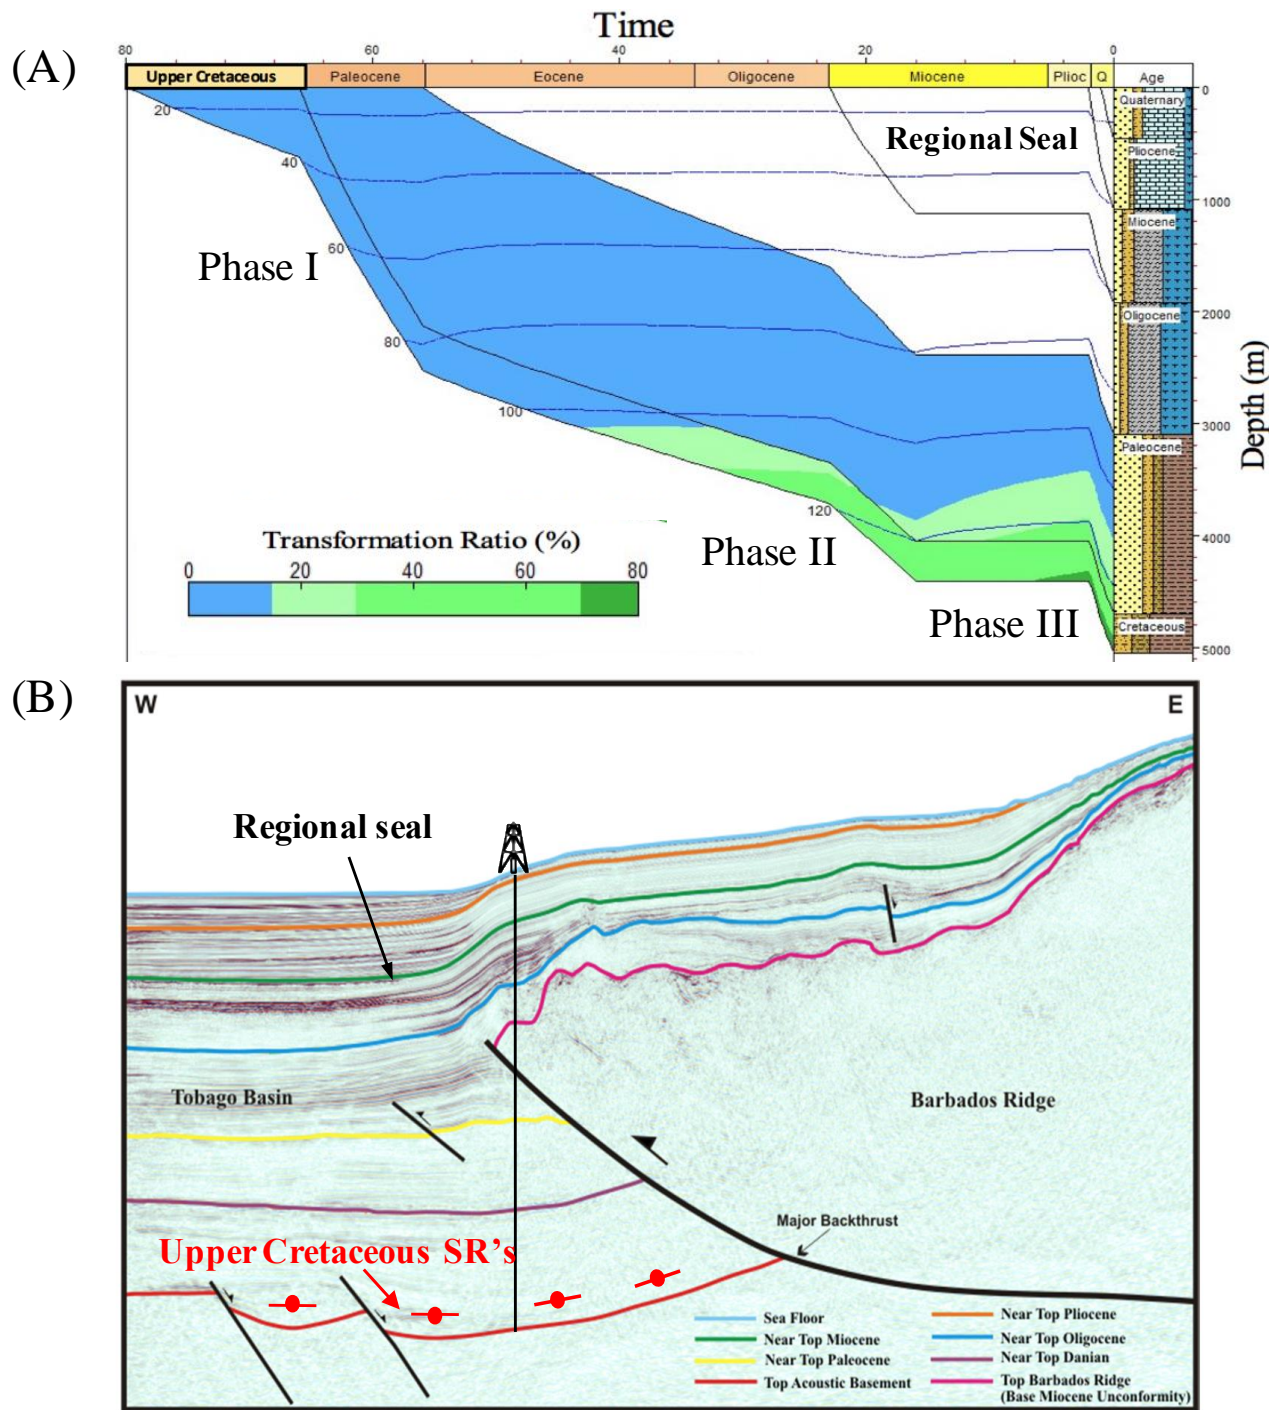 Time
(A)
80 60 40 20 0
Upper Cretaceous Paleocene Eocene Oligocene Miocene Plioc Q Age
0
Quaternary
20
Regional Seal
Pliocene
40
1000
Miocene
60
Phase I
2000
Oligocene
80
Depth (m)
100
3000
Paleocene
120
Transformation Ratio (%)
Phase II
4000
0 20 40 60 80
Phase III
Cretaceous
5000
(B)
W E
Regional seal
Tobago Basin
Barbados Ridge
Major Backthrust
Upper Cretaceous SR's
Sea Floor
Near Top Miocene
Near Top Paleocene
Top Acoustic Basement
Near Top Pliocene
Near Top Oligocene
Near Top Danian
Top Barbados Ridge
(Base Miocene Unconformity)